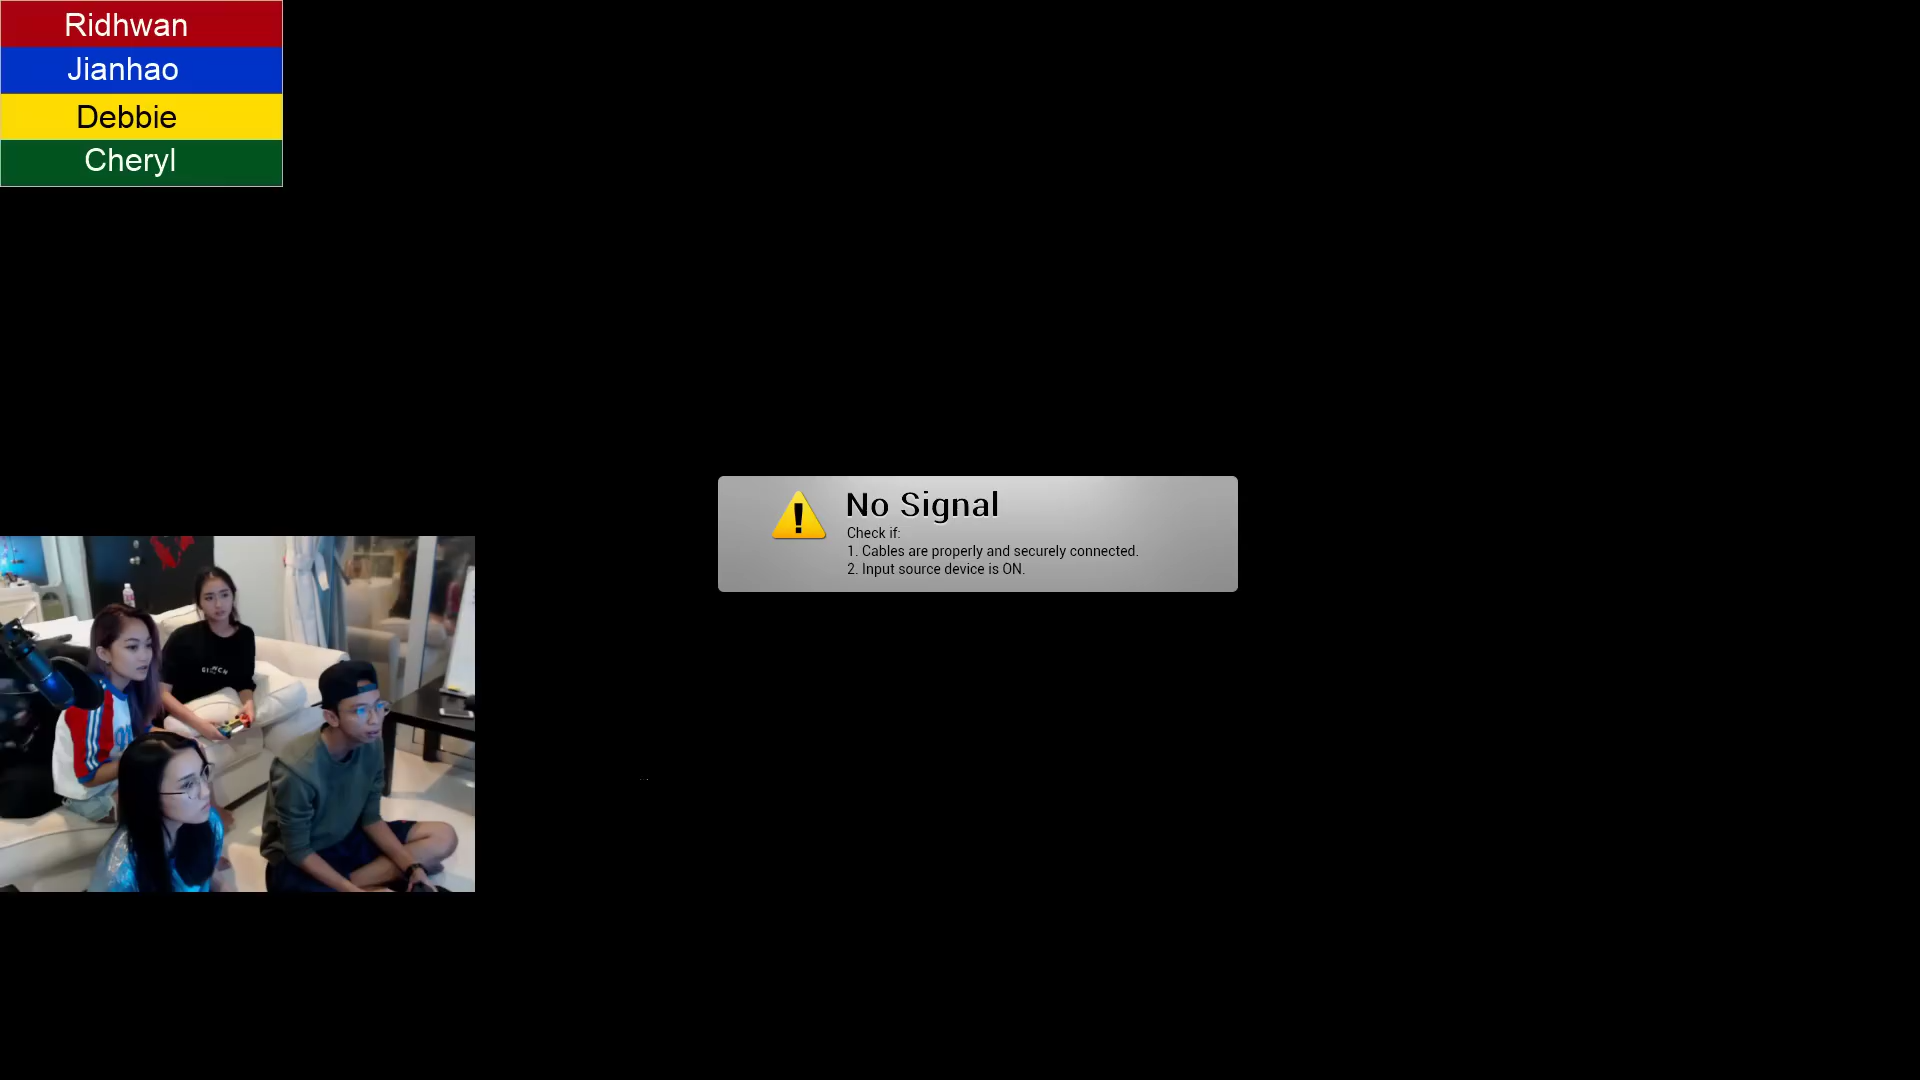 Ridhwan
Jianhao
Debbie
Cheryl
No Signal
Check if:
1. Cables are properly and securely connected.
2. Input source device is ON.